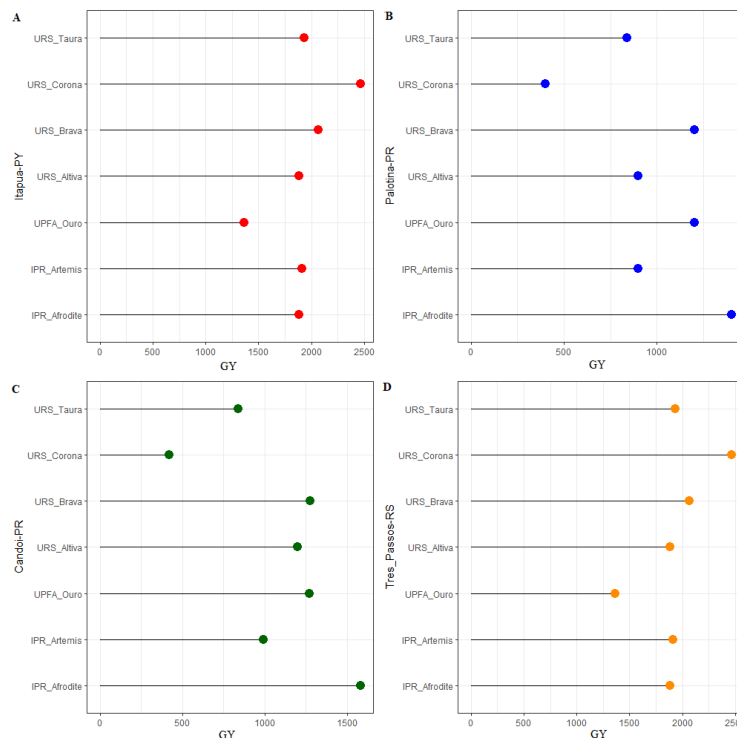 A
URS_Taura
URS_Corona
URS_Brava
URS_Altiva
UPFA_Ouro
IPR_Artemis
IPR_Afrodite
Itapua-PY
0 500 1000 1500 2000 2500
GY
B
URS_Taura
URS_Corona
URS_Brava
URS_Altiva
UPFA_Ouro
IPR_Artemis
IPR_Afrodite
Palotina-PR
0 500 1000
GY
C
URS_Taura
URS_Corona
URS_Brava
URS_Altiva
UPFA_Ouro
IPR_Artemis
IPR_Afrodite
Candoi-PR
0 500 1000 1500
GY
D
URS_Taura
URS_Corona
URS_Brava
URS_Altiva
UPFA_Ouro
IPR_Artemis
IPR_Afrodite
Tres_Passos-RS
0 500 1000 1500 2000
GY